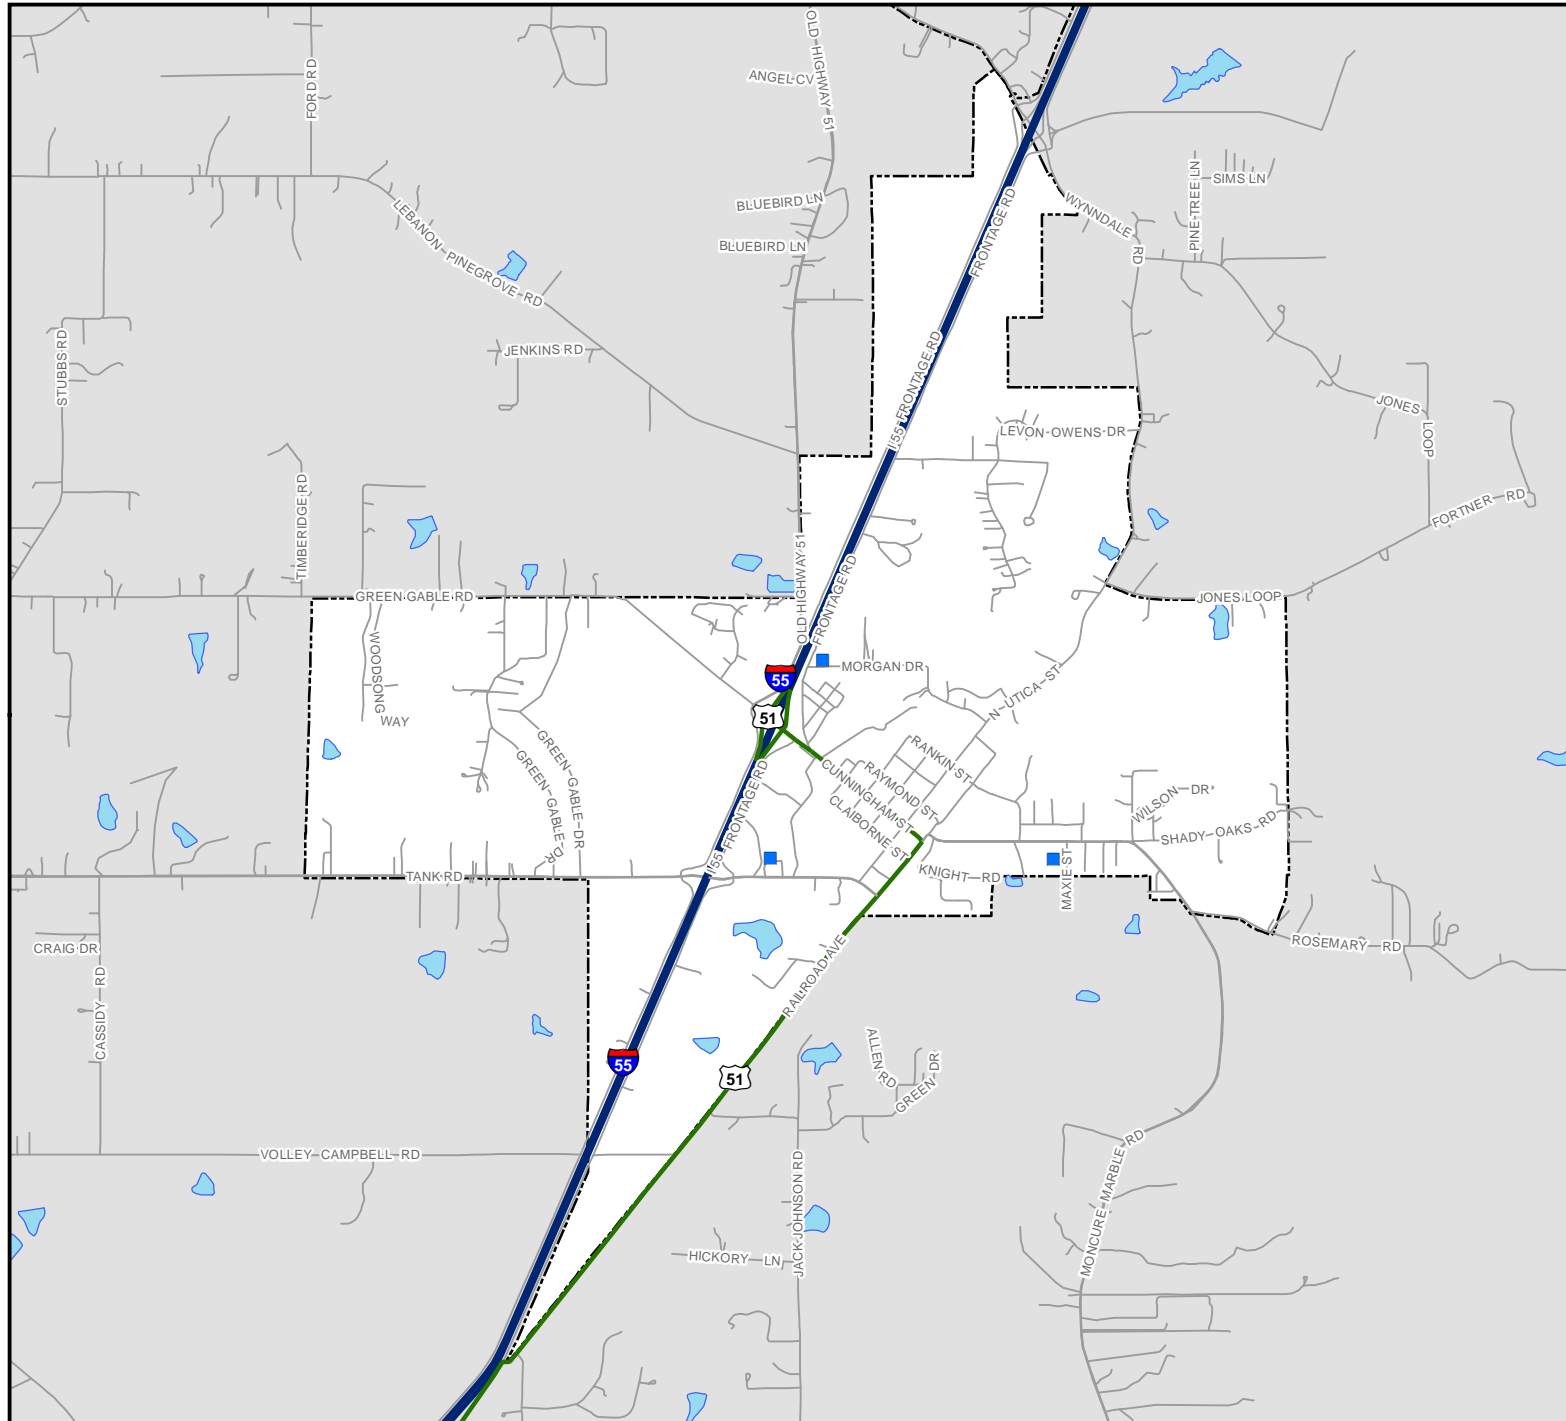 OLD HIGHWAY 51
FORD RD
ANGEL CV
PINE TREE LN
SIMS LN
BLUEBIRD LN
WYNNDALE RD
LEBANON PINEGROVE RD
FRONTAGE RD
BLUEBIRD LN
STUBBS RD
JENKINS RD
I 55 FRONTAGE RD
JONES LOOP
LEVON OWENS DR
TIMBERIDGE RD
FORTNER RD
OLD HIGHWAY 51
FRONTAGE RD
GREEN GABLE RD
JONES LOOP
WOODSONG WAY
MORGAN DR
55
51
N UTICA ST
GREEN GABLE DR
GREEN GABLE DR
RANKIN ST
RAYMOND ST
CUNNINGHAM ST
CLAIBORNE ST
I 55 FRONTAGE RD
WILSON DR
SHADY OAKS RD
TANK RD
KNIGHT RD
MAXIE ST
CRAIG DR
CASSIDY RD
RAILROAD AVE
ROSEMARY RD
55
51
ALLEN RD
GREEN DR
VOLLEY CAMPBELL RD
JACK JOHNSON RD
MONCURE MARBLE RD
HICKORY LN